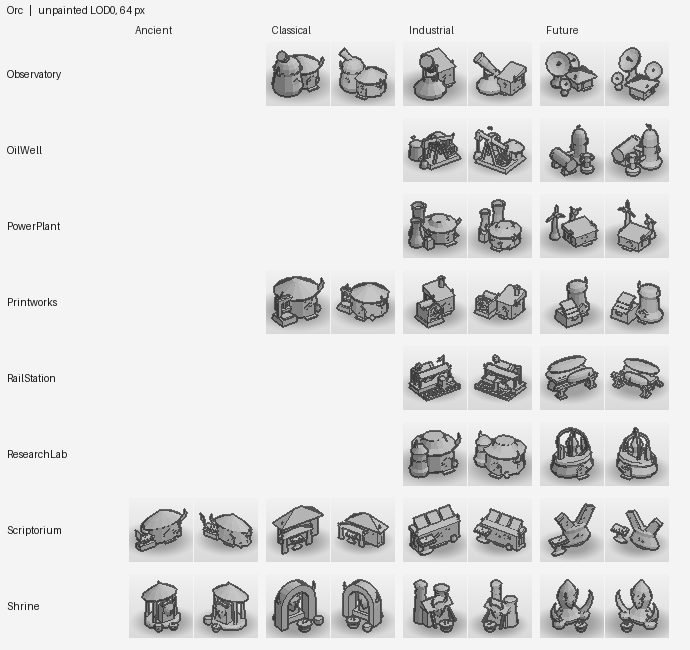 Orc | unpainted LOD0, 64 px
Ancient Classical Industrial Future
Observatory
OilWell
PowerPlant
Printworks
RailStation
ResearchLab
Scriptorium
Shrine